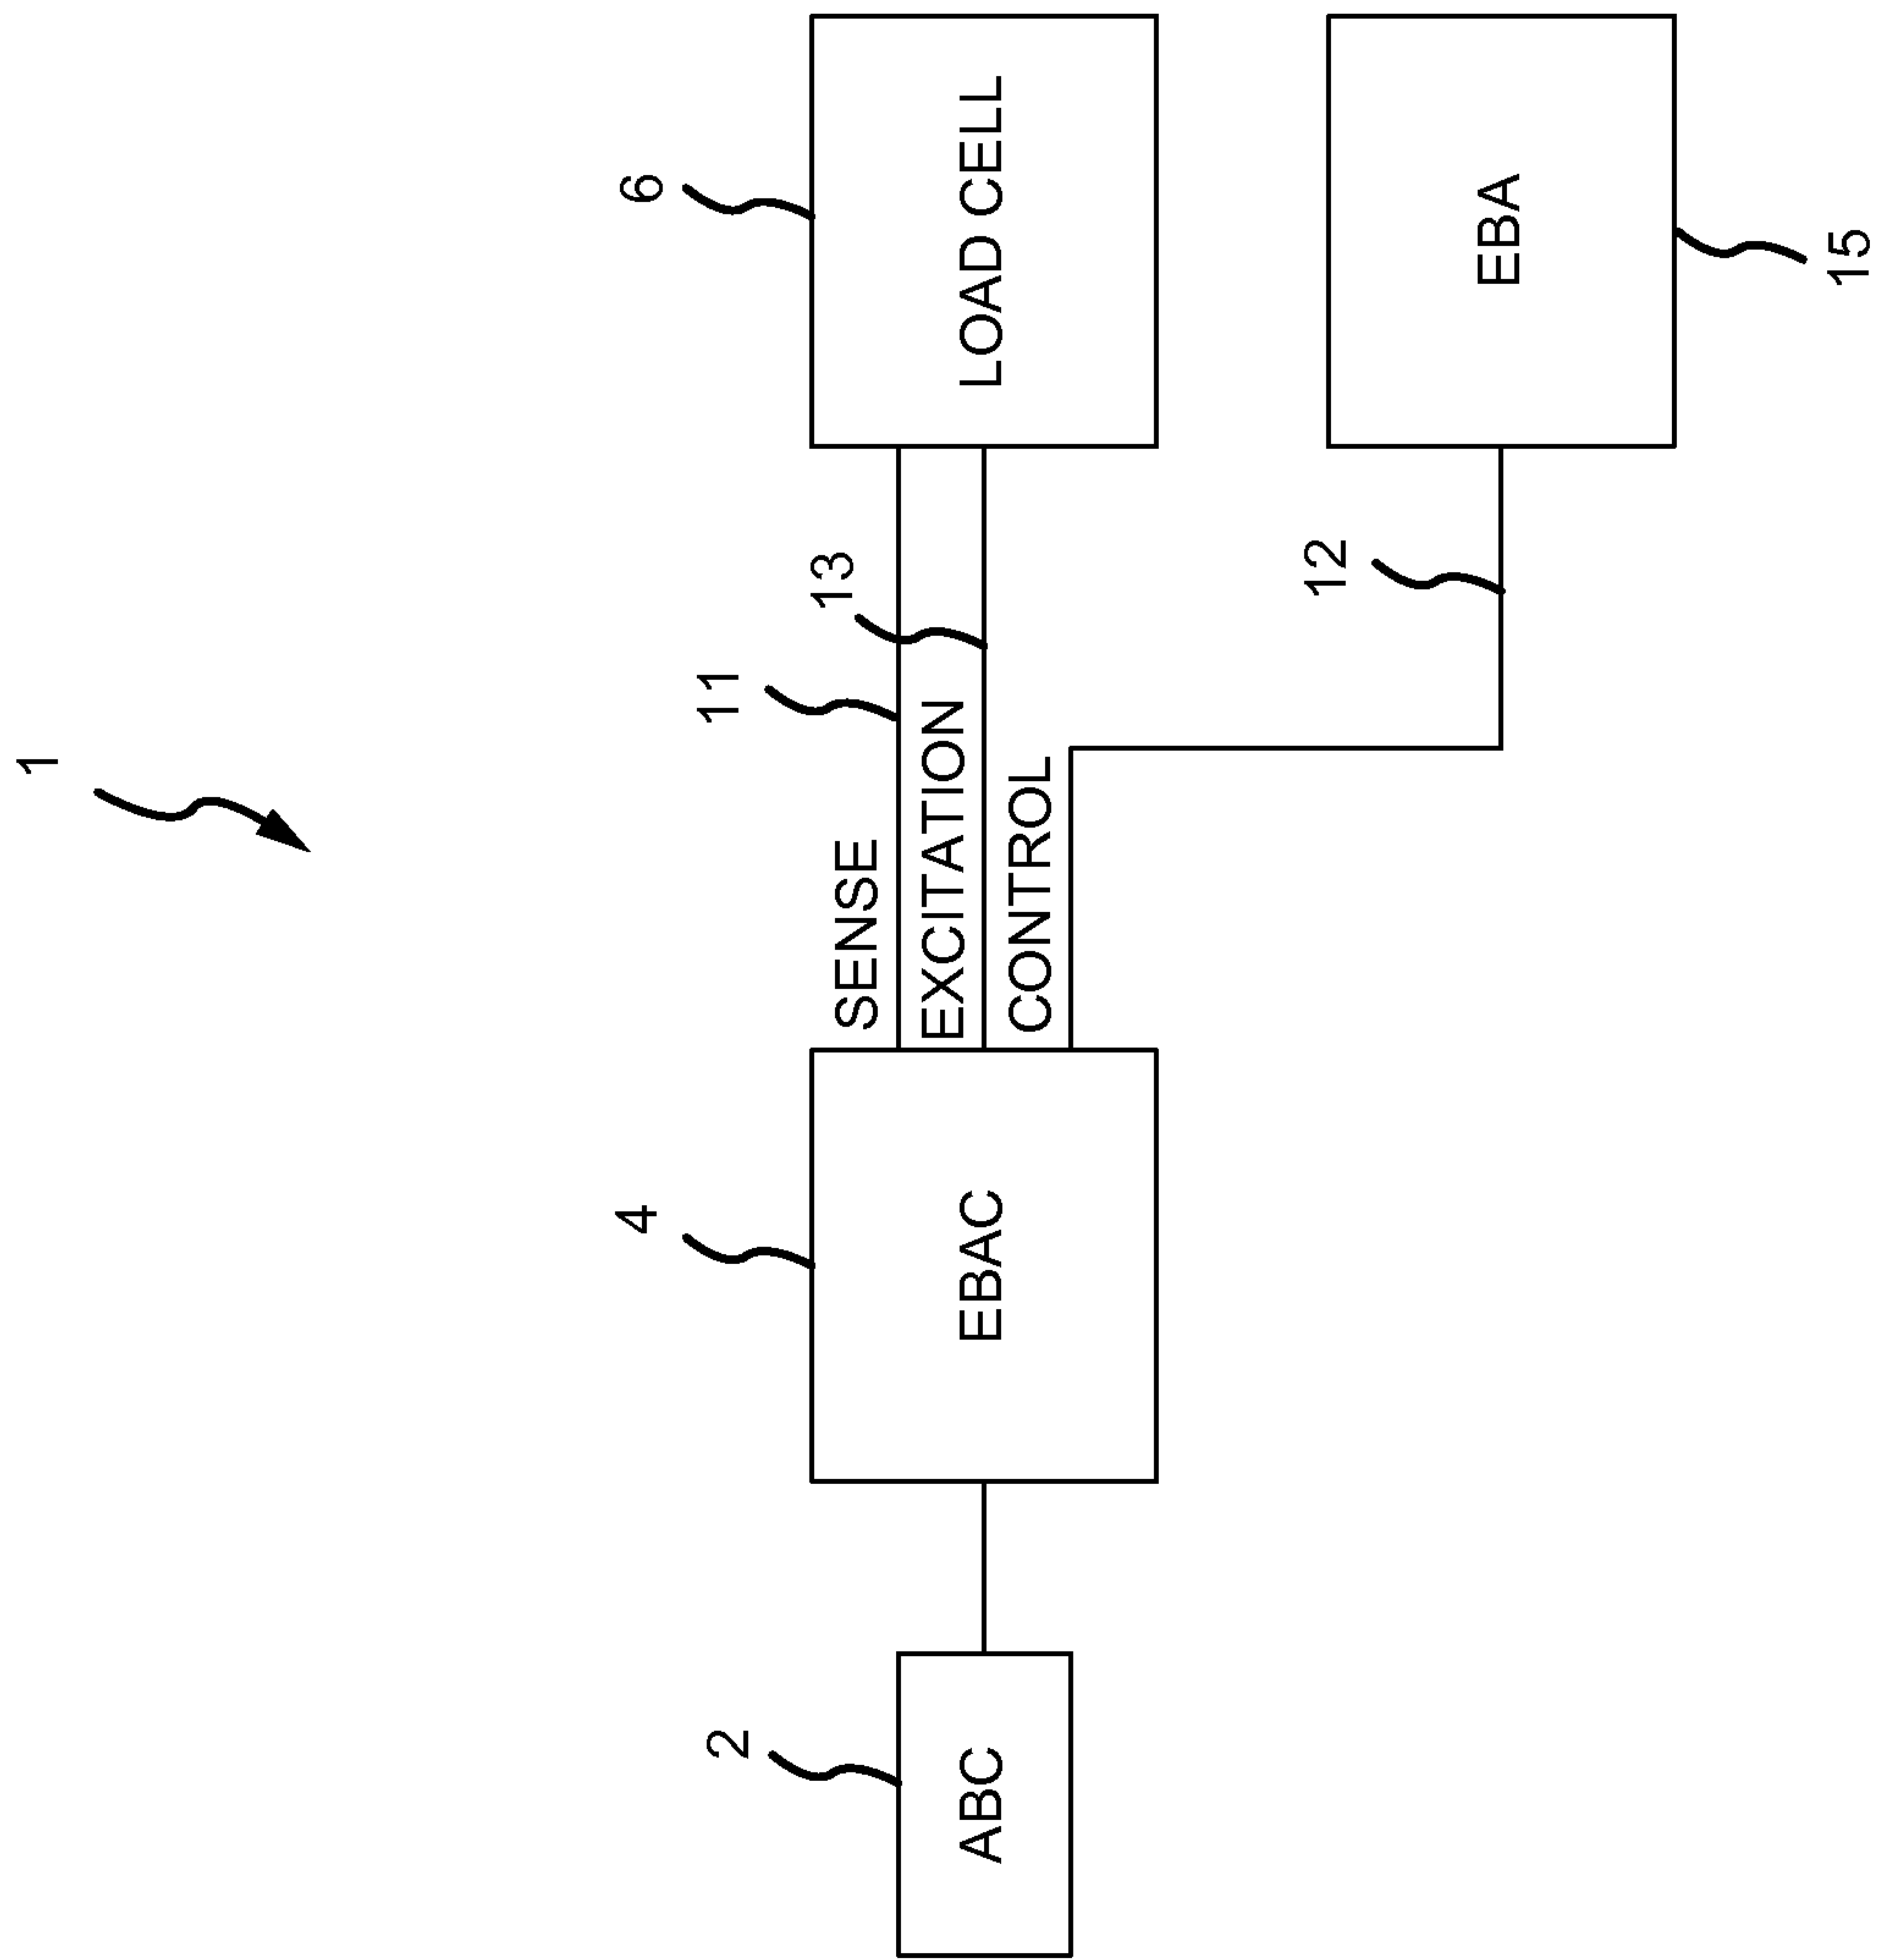 1
6
LOAD CELL
11
13
SENSE
EXCITATION
CONTROL
4
EBAC
2
ABC
12
EBA
15